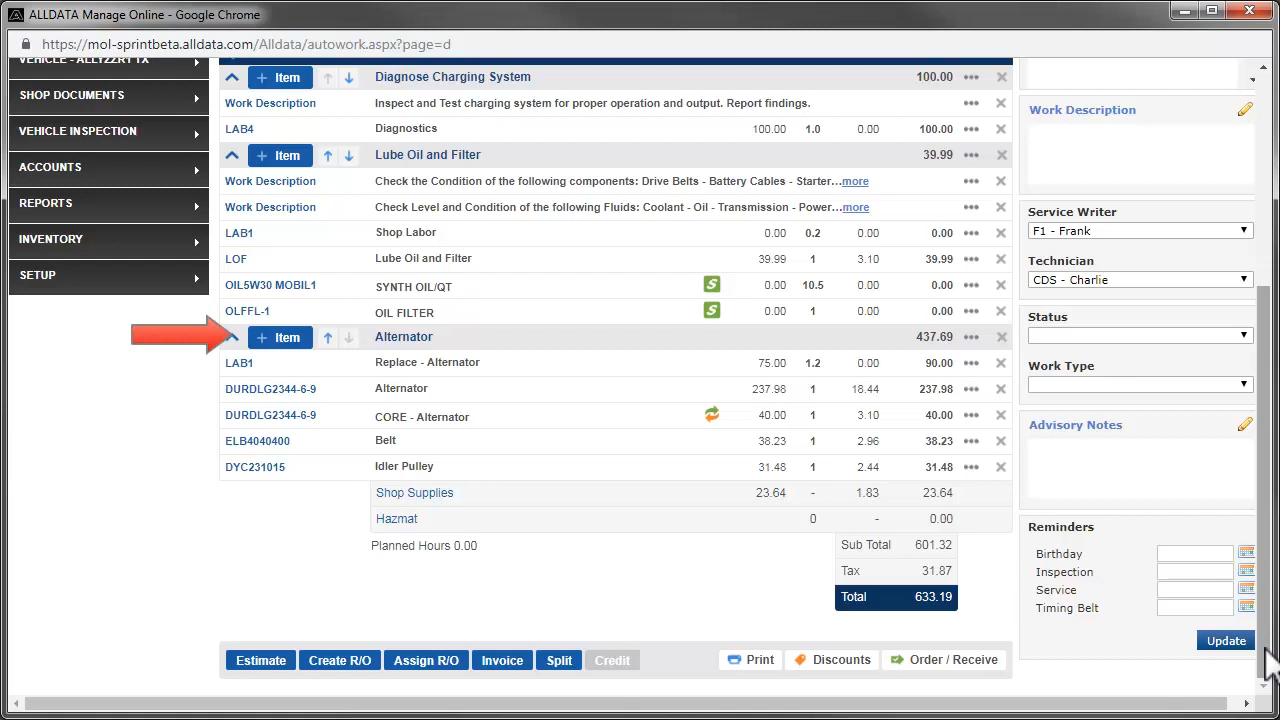 ALLDATA Manage Online - Google Chrome
https://mol-sprintbeta.alldata.com/Alldata/autowork.aspx?page=d
VEHICLE - ALLYZZRY TX
SHOP DOCUMENTS
VEHICLE INSPECTION
ACCOUNTS
REPORTS
INVENTORY
SETUP
+ Item Diagnose Charging System 100.00
Work Description Inspect and Test charging system for proper operation and output. Report findings.
LAB4 Diagnostics 100.00 1.0 0.00 100.00
+ Item Lube Oil and Filter 39.99
Work Description Check the Condition of the following components: Drive Belts - Battery Cables - Starter...more
Work Description Check Level and Condition of the following Fluids: Coolant - Oil - Transmission - Power...more
LAB1 Shop Labor 0.00 0.2 0.00 0.00
LOF Lube Oil and Filter 39.99 1 3.10 39.99
OIL5W30 MOBIL1 SYNTH OIL/QT S 0.00 10.5 0.00 0.00
OLFFL-1 OIL FILTER S 0.00 1 0.00 0.00
+ Item Alternator 437.69
LAB1 Replace - Alternator 75.00 1.2 0.00 90.00
DURDLG2344-6-9 Alternator 237.98 1 18.44 237.98
DURDLG2344-6-9 CORE - Alternator 40.00 1 3.10 40.00
ELB4040400 Belt 38.23 1 2.96 38.23
DYC231015 Idler Pulley 31.48 1 2.44 31.48
Shop Supplies 23.64 - 1.83 23.64
Hazmat 0 - 0.00
Planned Hours 0.00
Sub Total 601.32
Tax 31.87
Total 633.19
Estimate Create R/O Assign R/O Invoice Split Credit Print Discounts Order / Receive
Work Description
Service Writer
F1 - Frank
Technician
CDS - Charlie
Status
Work Type
Advisory Notes
Reminders
Birthday
Inspection
Service
Timing Belt
Update